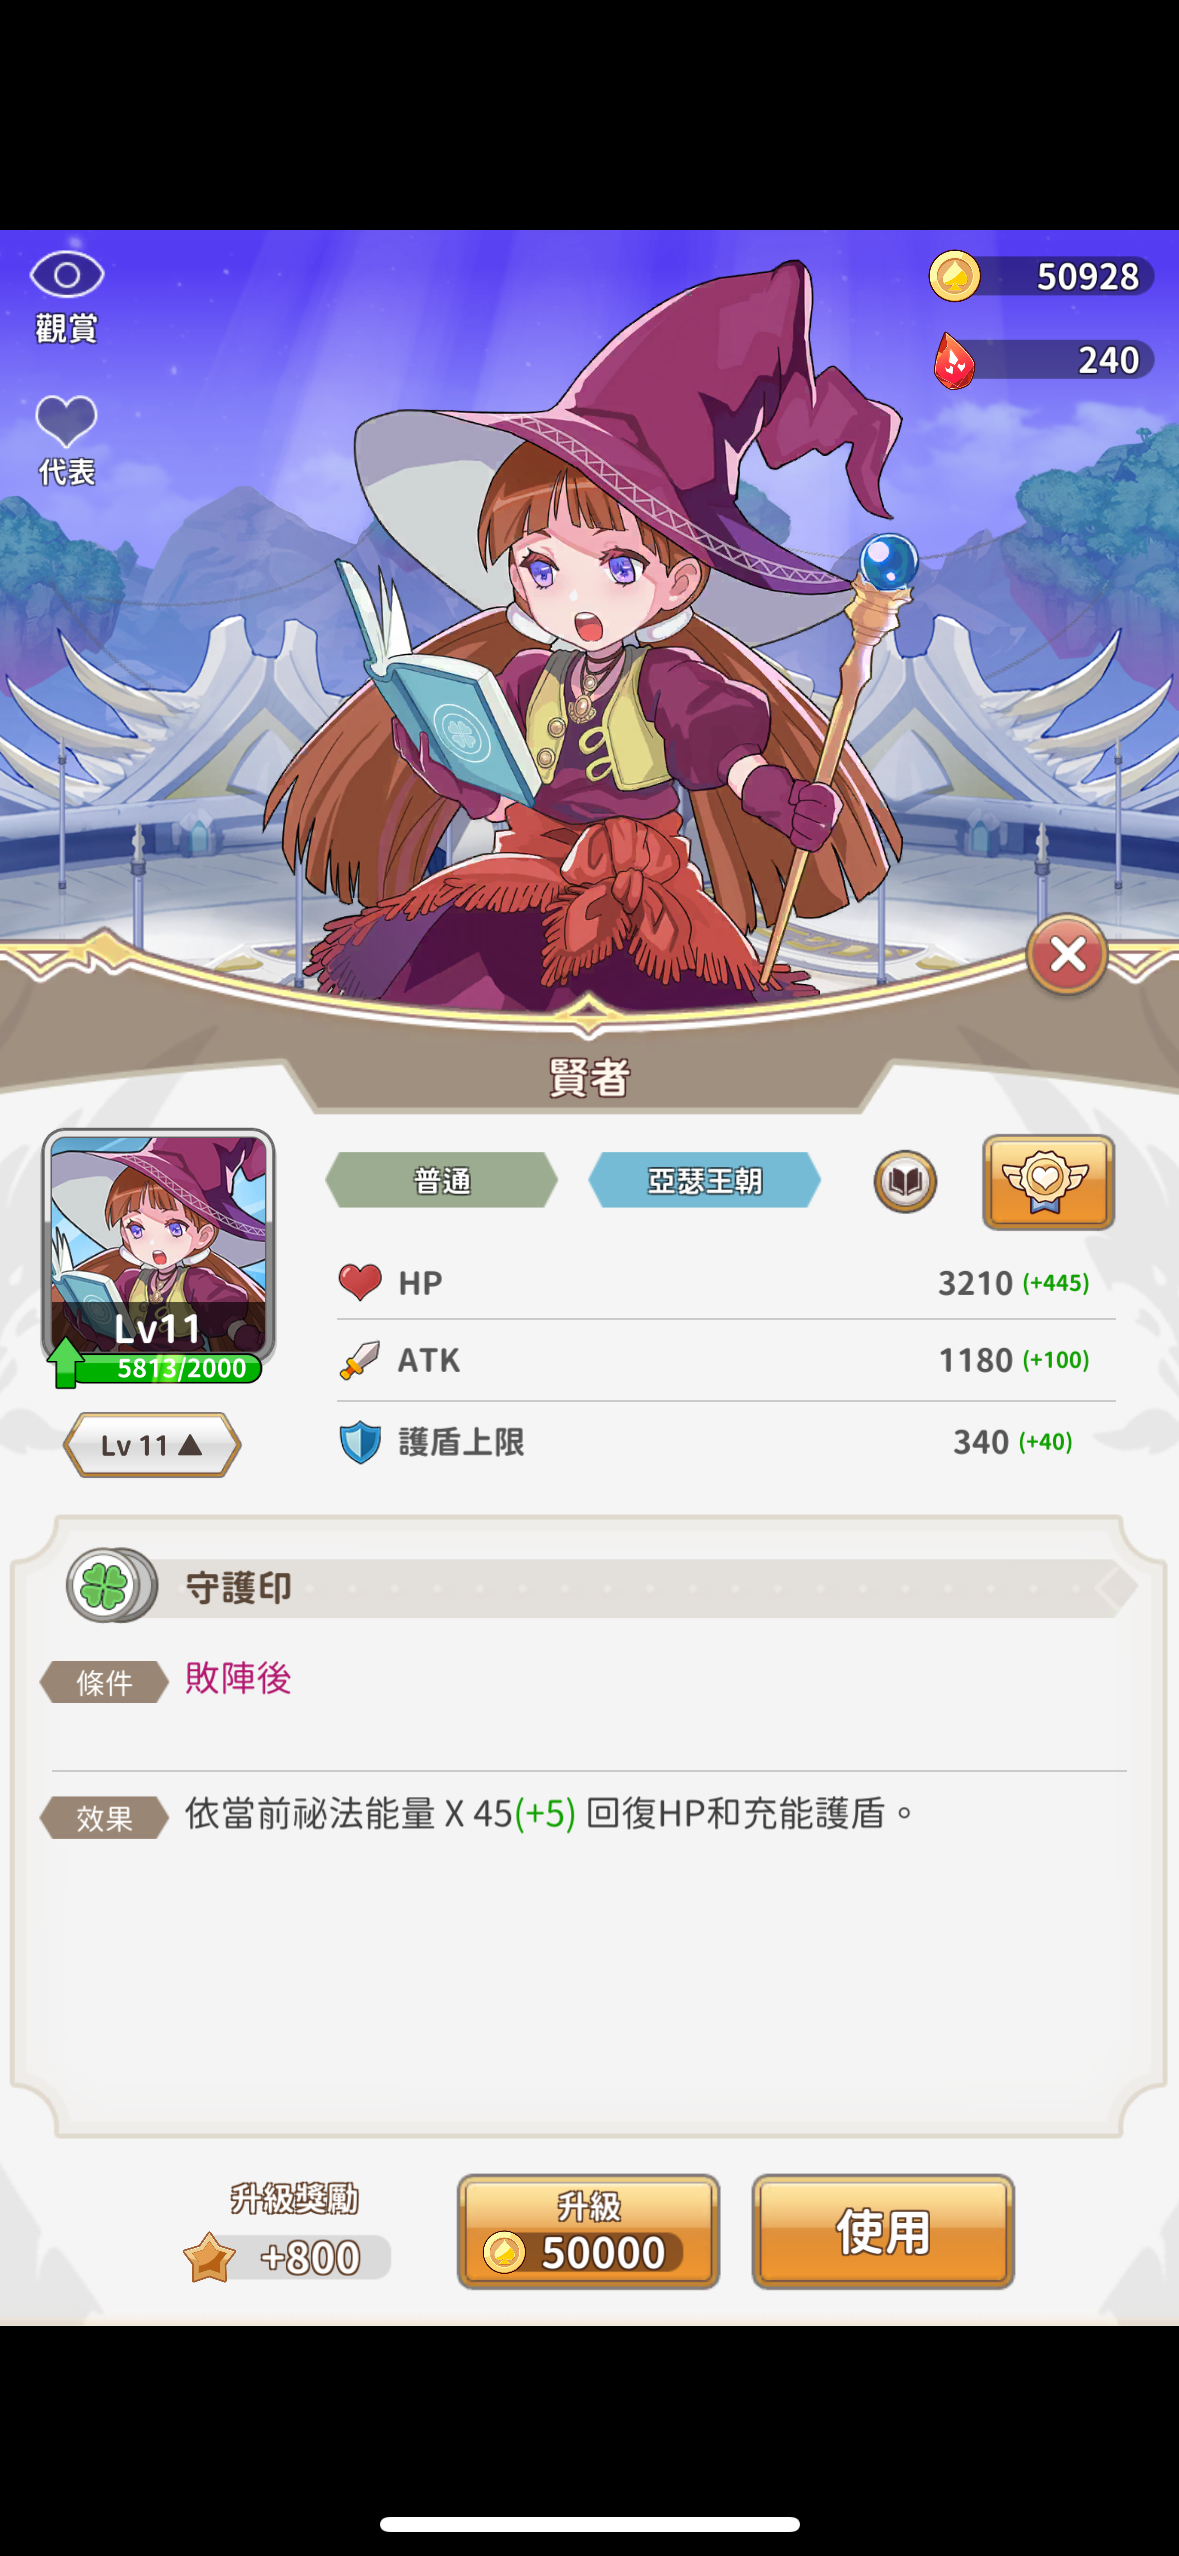 觀賞
50928
240
代表
賢者
普通
亞瑟王朝
Lv11
5813/2000
Lv 11 ▲
HP
3210 (+445)
ATK
1180 (+100)
護盾上限
340 (+40)
守護印
條件
敗陣後
效果
依當前祕法能量 X 45(+5) 回復HP和充能護盾。
升級獎勵
+800
升級
50000
使用